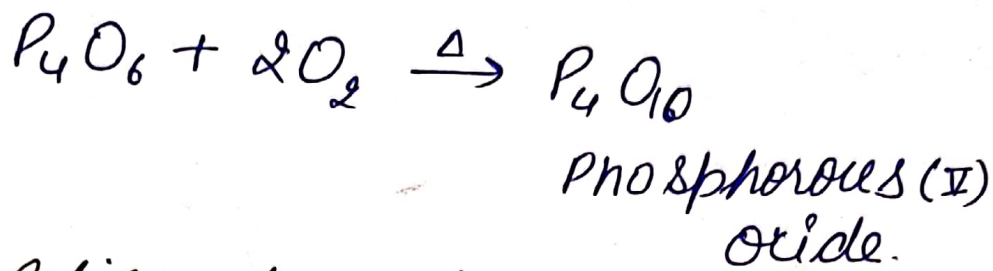 P₄O₆ + 2O₂ —Δ→ P₄O₁₀
Phosphorous (V)
oxide.